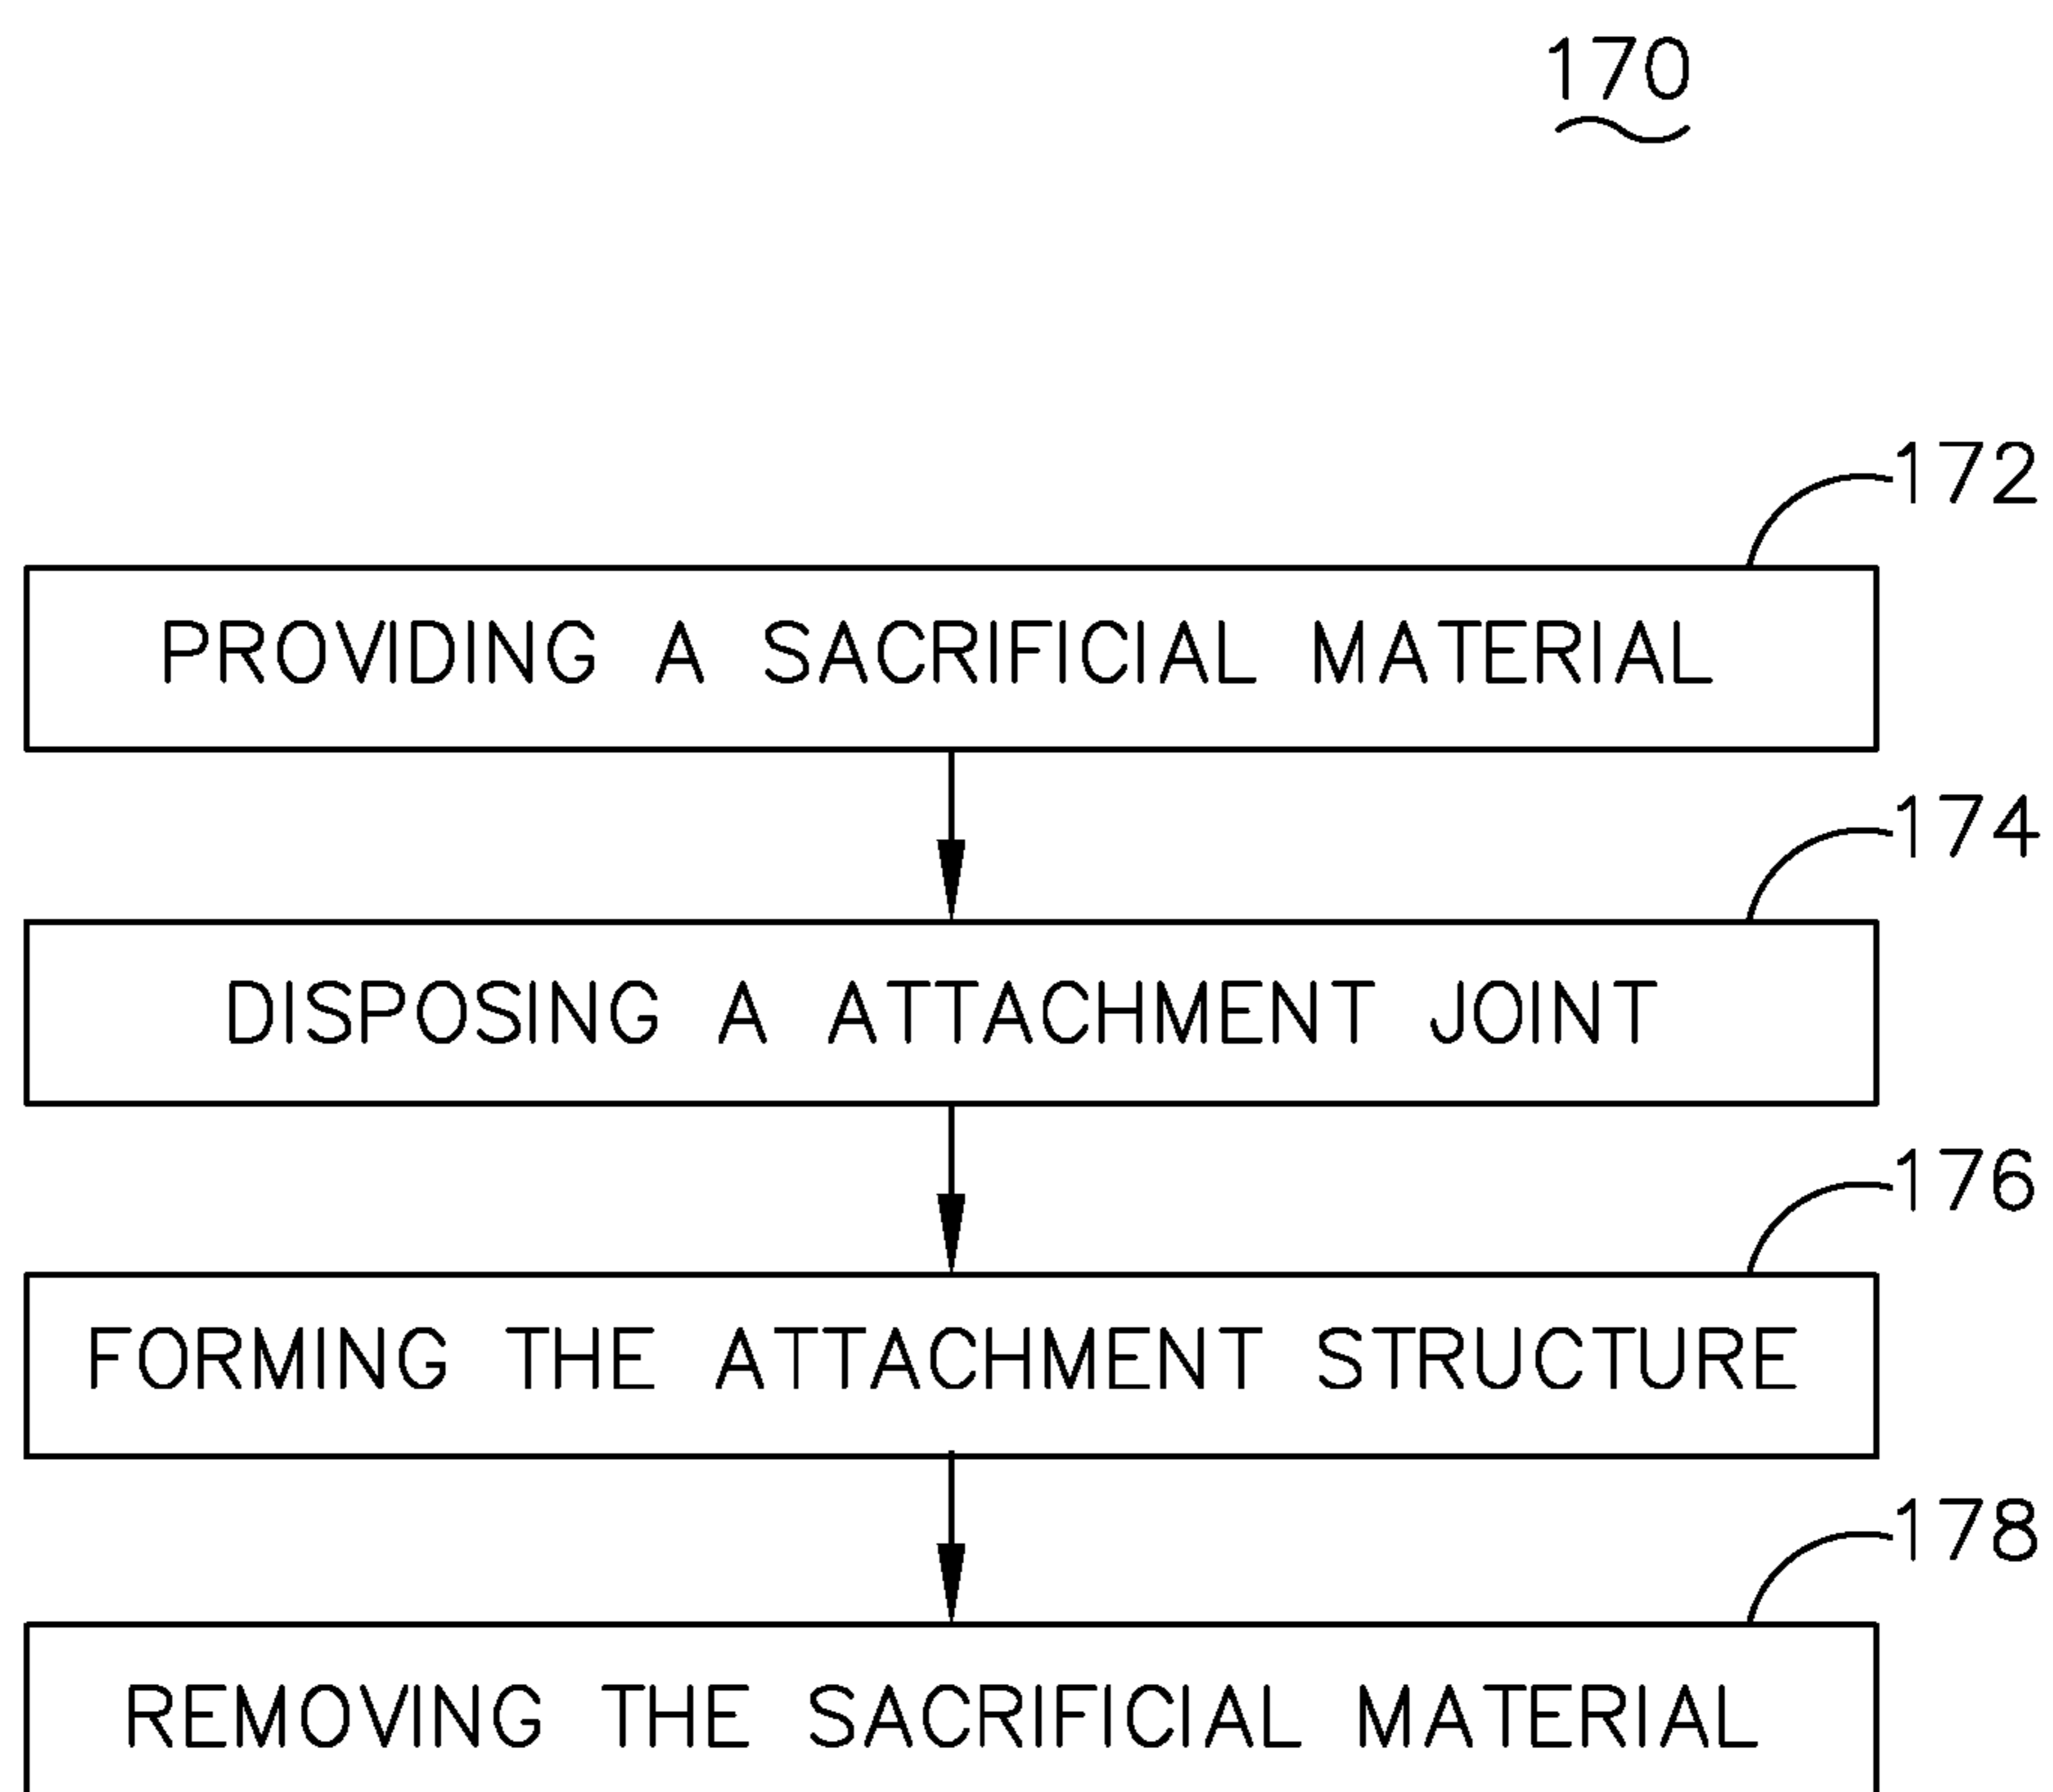 170
172
PROVIDING A SACRIFICIAL MATERIAL
174
DISPOSING A ATTACHMENT JOINT
176
FORMING THE ATTACHMENT STRUCTURE
178
REMOVING THE SACRIFICIAL MATERIAL